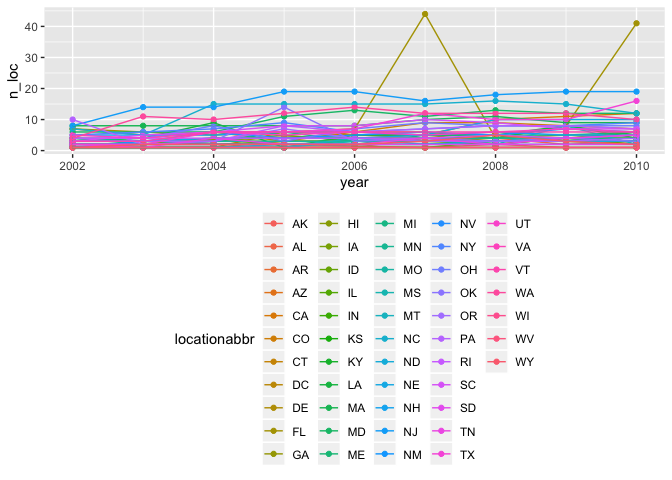 40
30
20
10
0
n_loc
2002 2004 2006 2008 2010
year
AK HI MI NV UT
AL IA MN NY VA
AR ID MO OH VT
AZ IL MS OK WA
CA IN MT OR WI
locationabbr CO KS NC PA WV
CT KY ND RI WY
DC LA NE SC
DE MA NH SD
FL MD NJ TN
GA ME NM TX